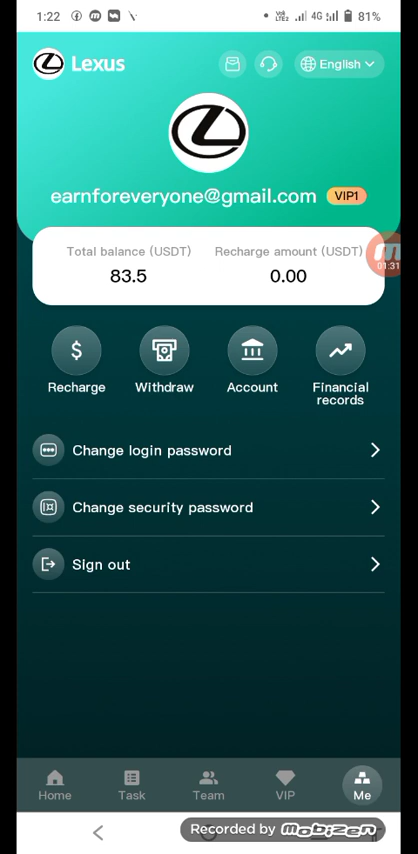 1:22
4G
81%
Lexus
English
earnforeveryone@gmail.com VIP1
Total balance (USDT) Recharge amount (USDT)
83.5 0.00
01:31
Recharge Withdraw Account Financial records
Change login password
Change security password
Sign out
Home Task Team VIP Me
Recorded by mobizen